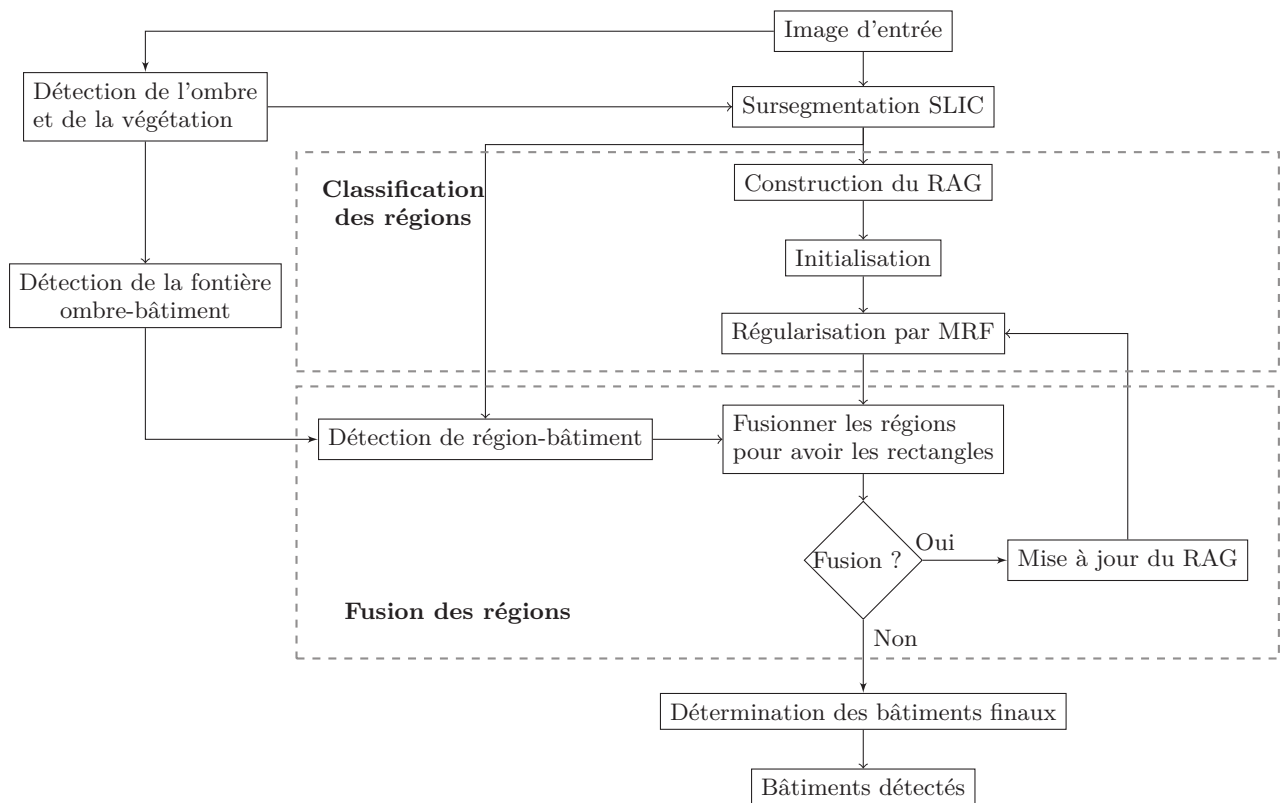 Image d'entrée
Détection de l'ombre
et de la végétation
Sursegmentation SLIC
Classification
des régions
Construction du RAG
Initialisation
Détection de la fontière
ombre-bâtiment
Régularisation par MRF
Détection de région-bâtiment
Fusionner les régions
pour avoir les rectangles
Fusion ?
Oui
Mise à jour du RAG
Fusion des régions
Non
Détermination des bâtiments finaux
Bâtiments détectés